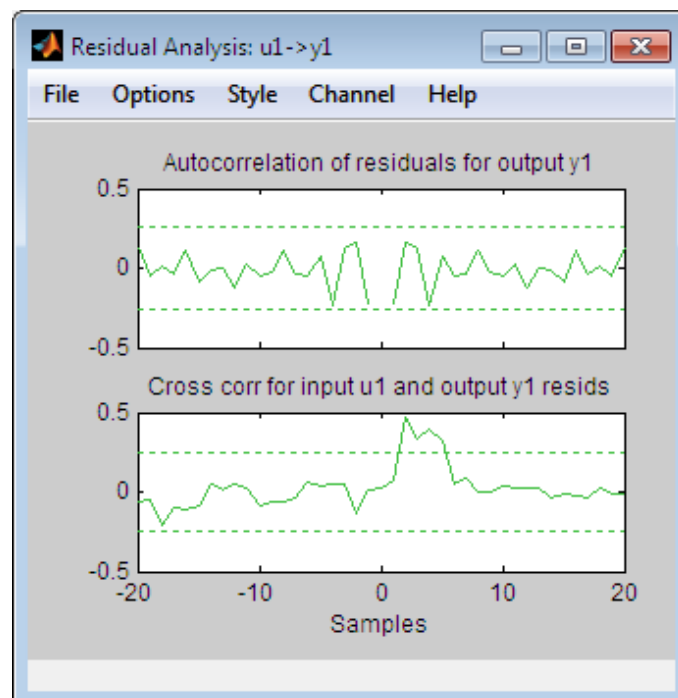 Residual Analysis: u1->y1
File Options Style Channel Help
Autocorrelation of residuals for output y1
0.5
0
-0.5
Cross corr for input u1 and output y1 resids
0.5
0
-0.5
-20 -10 0 10 20
Samples